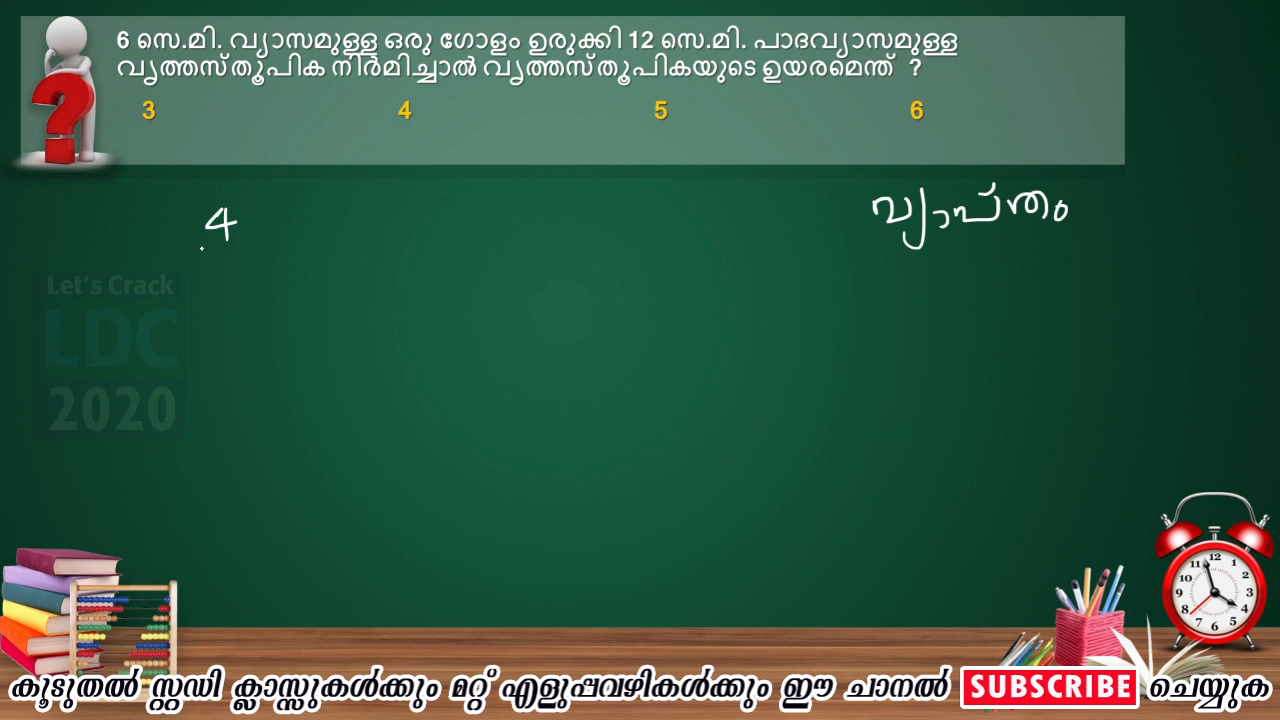 6 സെ.മി. വ്യാസമുള്ള ഒരു ഗോളം ഉരുക്കി 12 സെ.മി. പാദവ്യാസമുള്ള
വൃത്തസ്തൂപിക നിർമിച്ചാൽ വൃത്തസ്തൂപികയുടെ ഉയരമെന്ത് ?
3 4 5 6
4 വ്യാപ്തം
Let's Crack
LDC
2020
കൂടുതൽ സ്റ്റഡി ക്ലാസ്സുകൾക്കും മറ്റ് എളുപ്പവഴികൾക്കും ഈ ചാനൽ SUBSCRIBE ചെയ്യുക